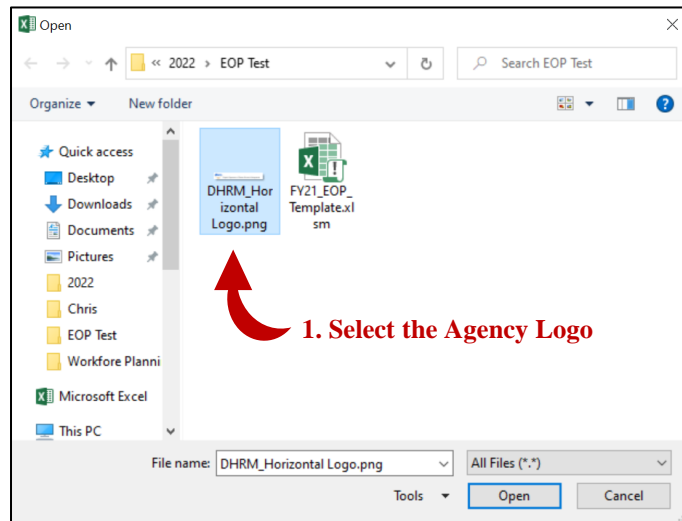 Open
« 2022 › EOP Test
Search EOP Test
Organize
New folder
Quick access
Desktop
Downloads
Documents
Pictures
2022
Chris
EOP Test
Workfore Planni
Microsoft Excel
This PC
DHRM_Hor
izontal
Logo.png
FY21_EOP_
Template.xl
sm
1. Select the Agency Logo
File name: DHRM_Horizontal Logo.png
All Files (*.*)
Tools
Open
Cancel